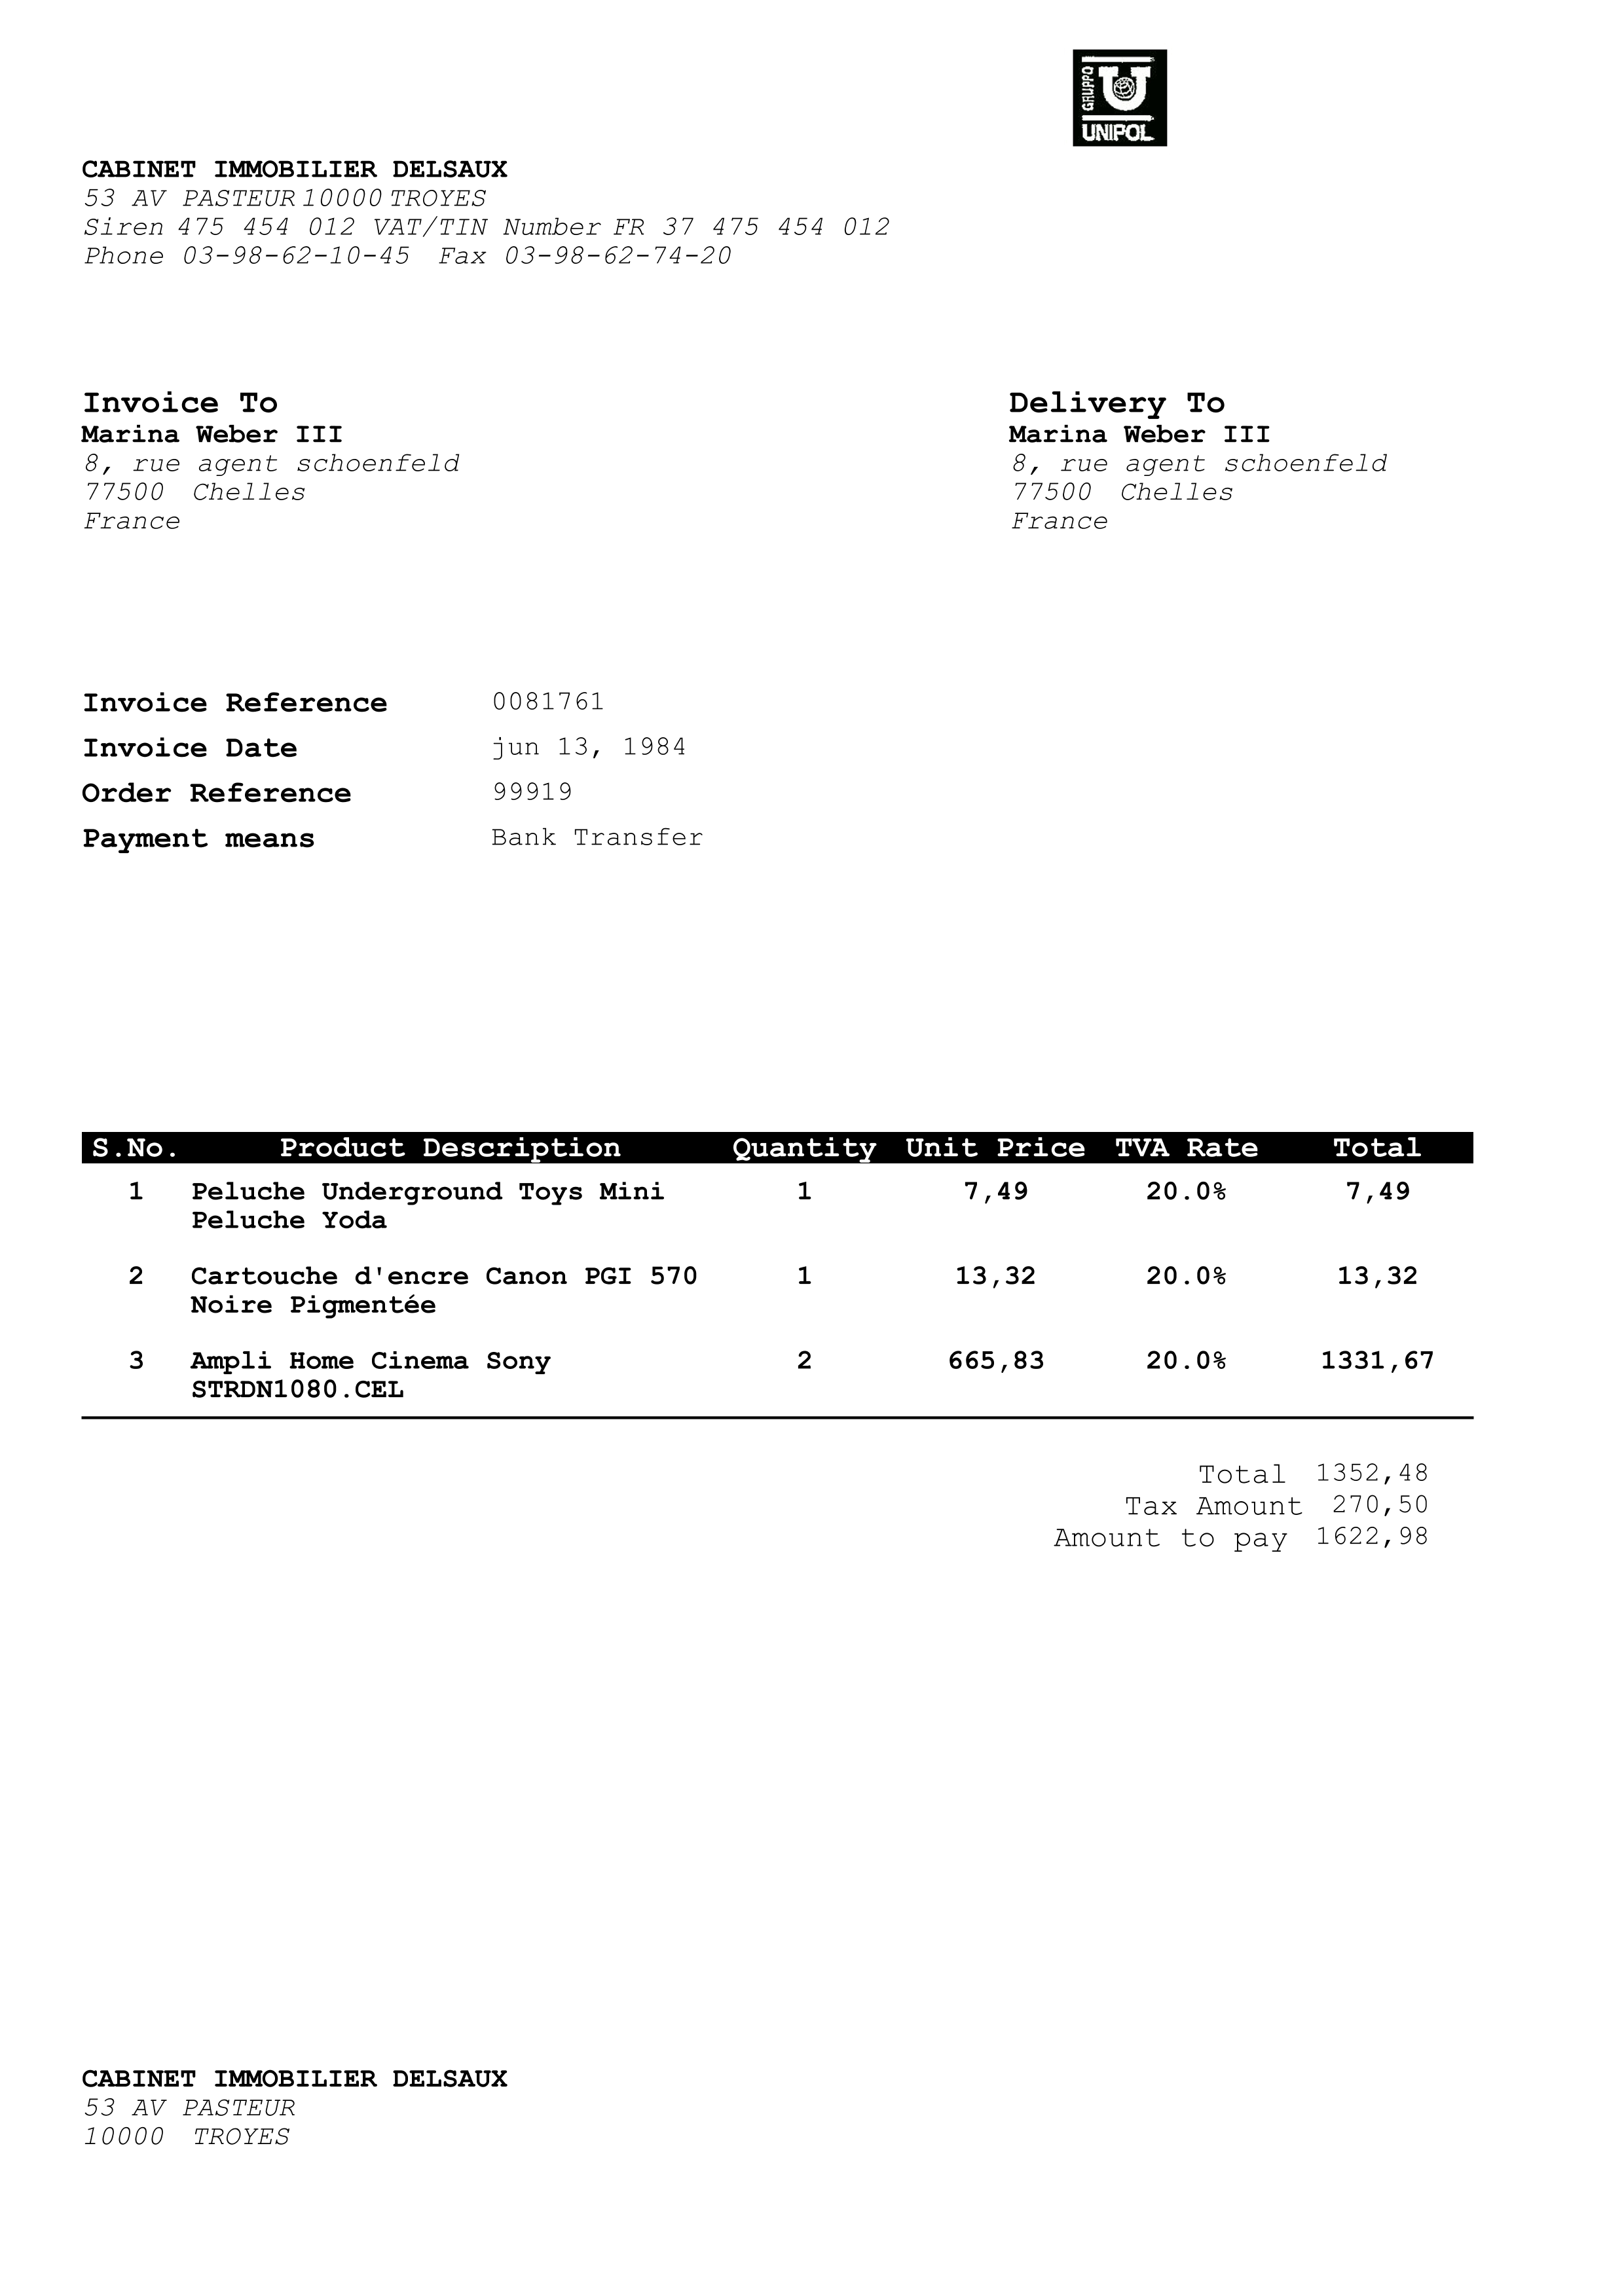 GRUPPO
UNIPOL
CABINET IMMOBILIER DELSAUX
53 AV PASTEUR 10000 TROYES
Siren 475 454 012 VAT/TIN Number FR 37 475 454 012
Phone 03-98-62-10-45 Fax 03-98-62-74-20
Invoice To
Marina Weber III
8, rue agent schoenfeld
77500 Chelles
France
Delivery To
Marina Weber III
8, rue agent schoenfeld
77500 Chelles
France
Invoice Reference 0081761
Invoice Date jun 13, 1984
Order Reference 99919
Payment means Bank Transfer
S.No. Product Description Quantity Unit Price TVA Rate Total
1 Peluche Underground Toys Mini 1 7,49 20.0% 7,49
Peluche Yoda
2 Cartouche d'encre Canon PGI 570 1 13,32 20.0% 13,32
Noire Pigmentée
3 Ampli Home Cinema Sony 2 665,83 20.0% 1331,67
STRDN1080.CEL
Total 1352,48
Tax Amount 270,50
Amount to pay 1622,98
CABINET IMMOBILIER DELSAUX
53 AV PASTEUR
10000 TROYES